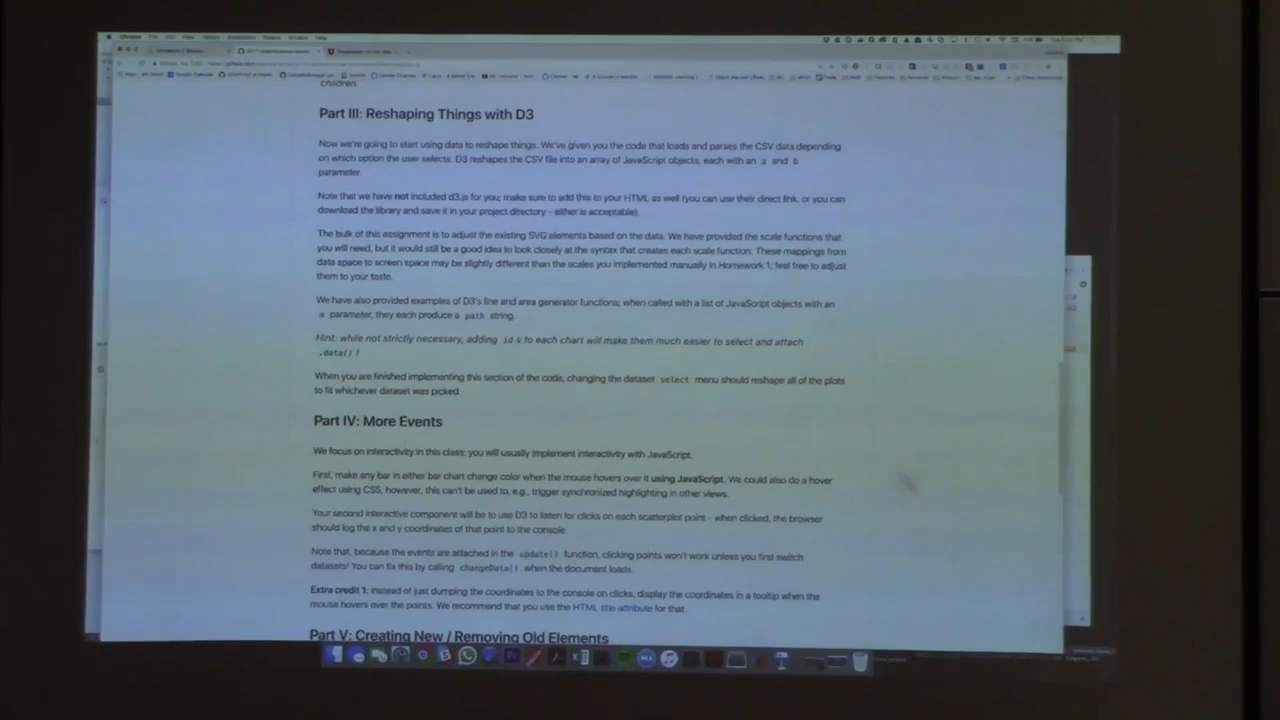 children.
Part III: Reshaping Things with D3
Now we're going to start using data to reshape things. We've given you the code that loads and parses the CSV data depending
on which option the user selects. D3 reshapes the CSV file into an array of JavaScript objects, each with an a and b
parameter.
Note that we have not included d3.js for you; make sure to add this to your HTML as well (you can use their direct link, or you can
download the library and save it in your project directory - either is acceptable).
The bulk of this assignment is to adjust the existing SVG elements based on the data. We have provided the scale functions that
you will need, but it would still be a good idea to look closely at the syntax that creates each scale function. These mappings from
data space to screen space may be slightly different than the scales you implemented manually in Homework 1; feel free to adjust
them to your taste.
We have also provided examples of D3's line and area generator functions; when called with a list of JavaScript objects with an
a parameter, they each produce a path string.
Hint: while not strictly necessary, adding id s to each chart will make them much easier to select and attach
.data() !
When you are finished implementing this section of the code, changing the dataset select menu should reshape all of the plots
to fit whichever dataset was picked.
Part IV: More Events
We focus on interactivity in this class; you will usually implement interactivity with JavaScript.
First, make any bar in either bar chart change color when the mouse hovers over it using JavaScript. We could also do a hover
effect using CSS, however, this can't be used to, e.g., trigger synchronized highlighting in other views.
Your second interactive component will be to use D3 to listen for clicks on each scatterplot point - when clicked, the browser
should log the x and y coordinates of that point to the console.
Note that, because the events are attached in the update() function, clicking points won't work unless you first switch
datasets! You can fix this by calling changeData() when the document loads.
Extra credit 1: Instead of just dumping the coordinates to the console on clicks, display the coordinates in a tooltip when the
mouse hovers over the points. We recommend that you use the HTML title attribute for that.
Part V: Creating New / Removing Old Elements